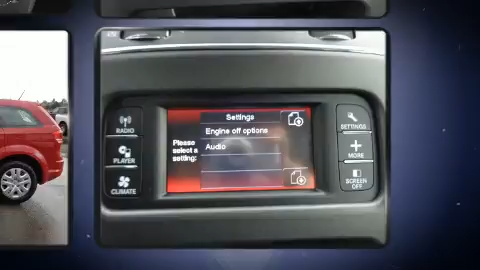 Settings
Engine off options
Audio
Please
select a
setting:
RADIO
PLAYER
CLIMATE
SETTINGS
MORE
SCREEN
OFF